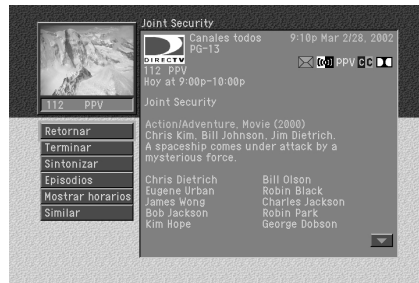 Joint Security
Canales todos 9:10p Mar 2/28, 2002
PG-13
DIRECTV
PPV CC
112 PPV
Hoy at 9:00p-10:00p
112 PPV
Joint Security
Action/Adventure, Movie (2000)
Chris Kim, Bill Johnson, Jim Dietrich.
A spaceship comes under attack by a
mysterious force.
Retornar
Terminar
Sintonizar
Episodios
Mostrar horarios
Similar
Chris Dietrich Bill Olson
Eugene Urban Robin Black
James Wong Charles Jackson
Bob Jackson Robin Park
Kim Hope George Dobson